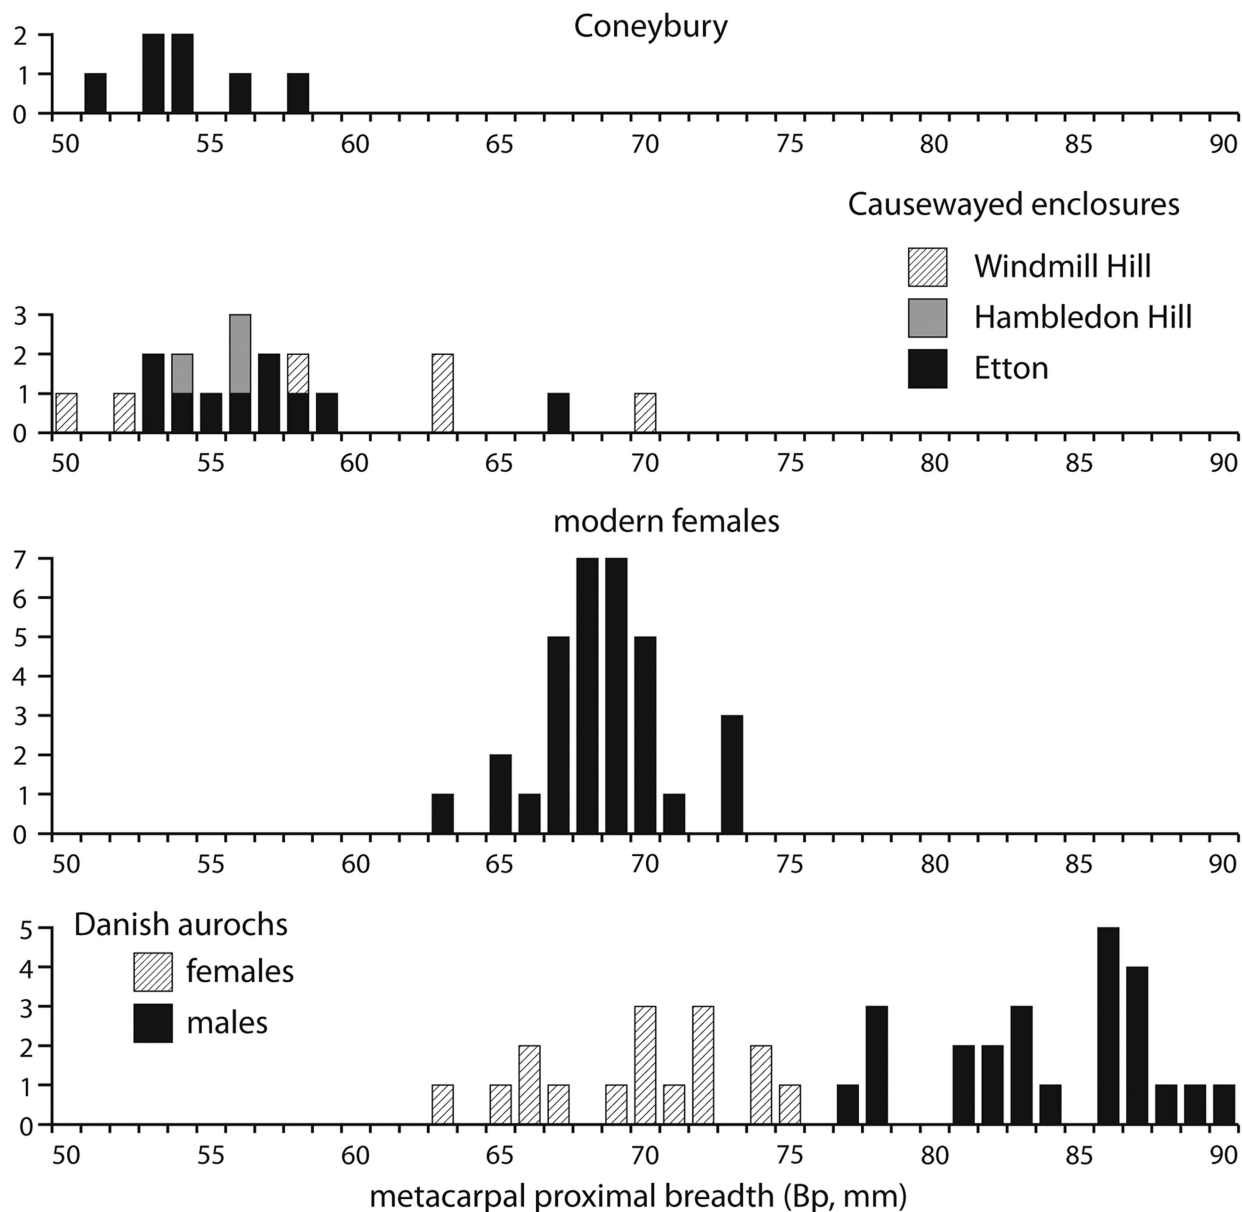 Coneybury
2
1
0
50 55 60 65 70 75 80 85 90
Causewayed enclosures
Windmill Hill
Hambledon Hill
Etton
3
2
1
0
50 55 60 65 70 75 80 85 90
modern females
7
6
5
4
3
2
1
0
50 55 60 65 70 75 80 85 90
Danish aurochs
females
males
5
4
3
2
1
0
50 55 60 65 70 75 80 85 90
metacarpal proximal breadth (Bp, mm)